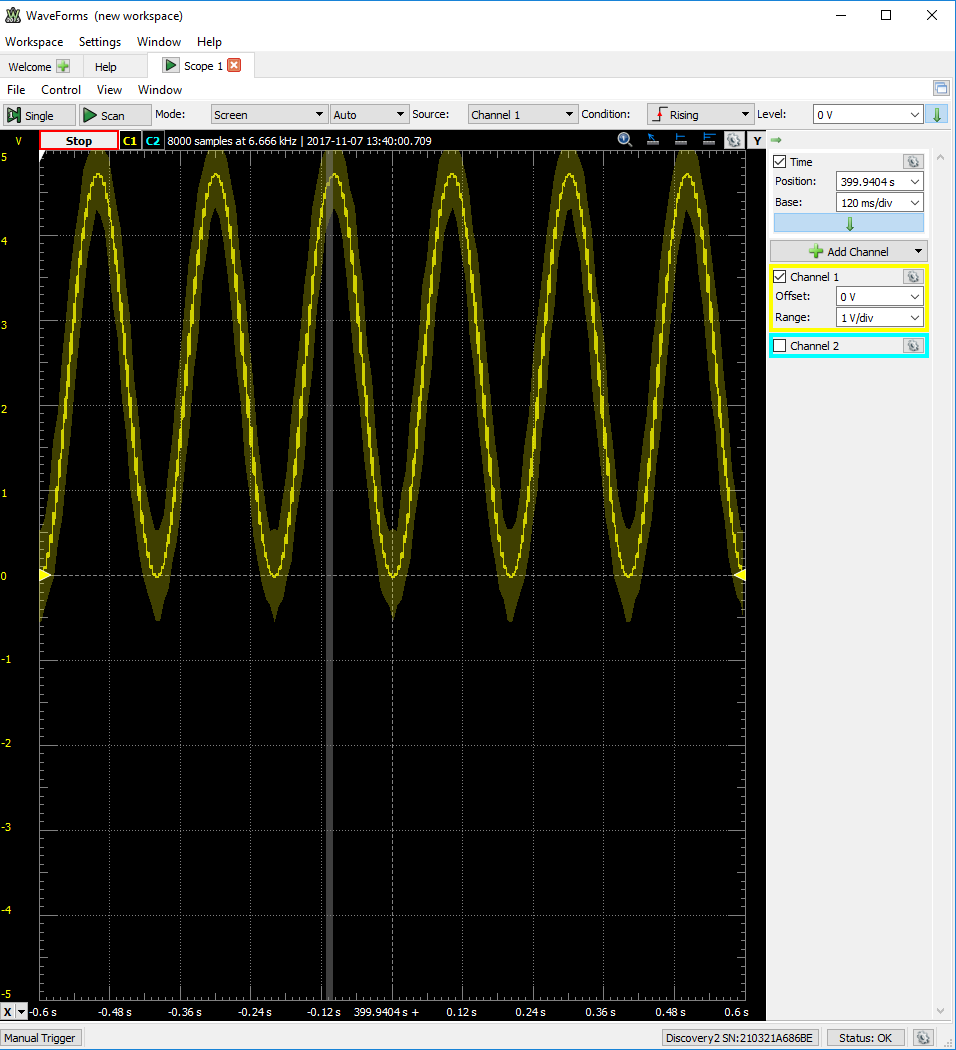 WaveForms (new workspace)
Workspace Settings Window Help
Welcome Help Scope 1
File Control View Window
Single Scan Mode: Screen Auto Source: Channel 1 Condition: Rising Level: 0 V
V Stop C1 C2 8000 samples at 6.666 kHz | 2017-11-07 13:40:00.709 Y
5
4
3
2
1
0
-1
-2
-3
-4
-5
X -0.6 s -0.48 s -0.36 s -0.24 s -0.12 s 399.9404 s + 0.12 s 0.24 s 0.36 s 0.48 s 0.6 s
Time
Position: 399.9404 s
Base: 120 ms/div
Add Channel
Channel 1
Offset: 0 V
Range: 1 V/div
Channel 2
Manual Trigger Discovery2 SN:210321A686BE Status: OK